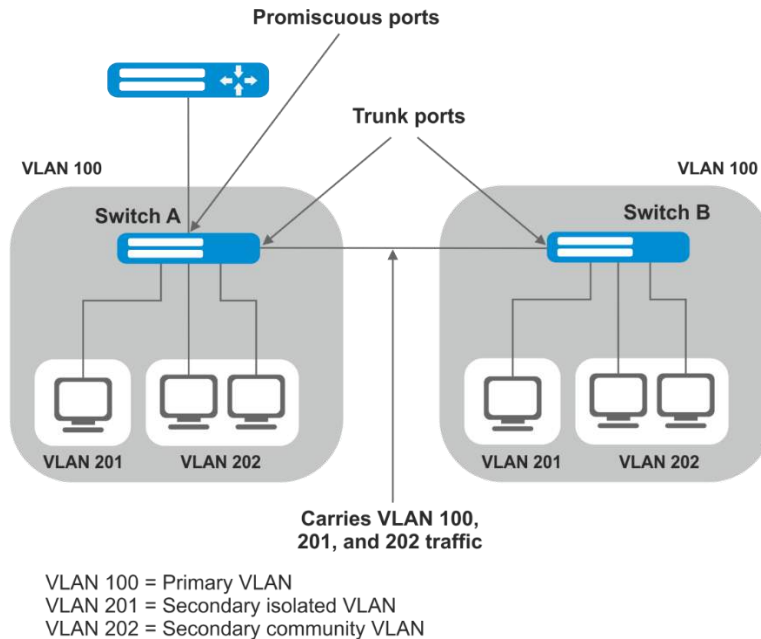 Promiscuous ports
Trunk ports
VLAN 100
VLAN 100
Switch A
Switch B
VLAN 201
VLAN 202
VLAN 201
VLAN 202
Carries VLAN 100,
201, and 202 traffic
VLAN 100 = Primary VLAN
VLAN 201 = Secondary isolated VLAN
VLAN 202 = Secondary community VLAN